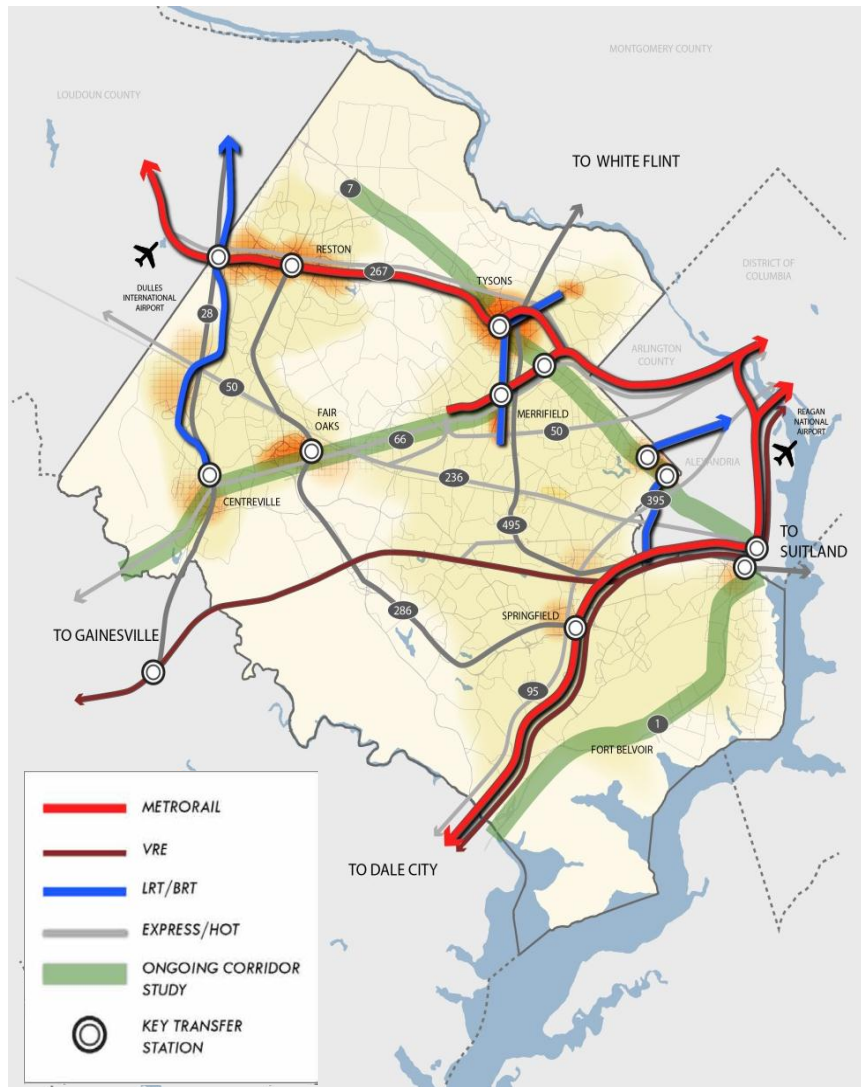 MONTGOMERY COUNTY
LOUDOUN COUNTY
TO WHITE FLINT
7
RESTON
DISTRICT OF
COLUMBIA
267
TYSONS
DULLES
INTERNATIONAL
AIRPORT
28
ARLINGTON
COUNTY
50
MERRIFIELD
REAGAN
NATIONAL
AIRPORT
FAIR
OAKS
66
50
ALEXANDRIA
CENTREVILLE
236
395
495
TO
SUITLAND
286
SPRINGFIELD
TO GAINESVILLE
95
1
FORT BELVOIR
TO DALE CITY
METRORAIL
VRE
LRT/BRT
EXPRESS/HOT
ONGOING CORRIDOR
STUDY
KEY TRANSFER
STATION